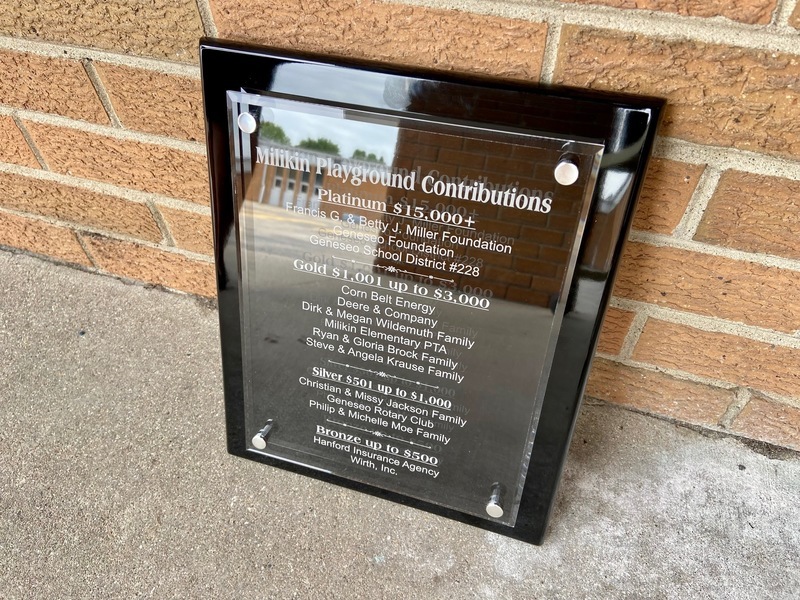 Milikin Playground Contributions
Platinum $15,000+
Francis G. & Betty J. Miller Foundation
Geneseo Foundation
Geneseo School District #228
Gold $1,001 up to $3,000
Corn Belt Energy
Deere & Company
Dirk & Megan Wildemuth Family
Milikin Elementary PTA
Ryan & Gloria Brock Family
Steve & Angela Krause Family
Silver $501 up to $1,000
Christian & Missy Jackson Family
Geneseo Rotary Club
Philip & Michelle Moe Family
Bronze up to $500
Hanford Insurance Agency
Wirth, Inc.